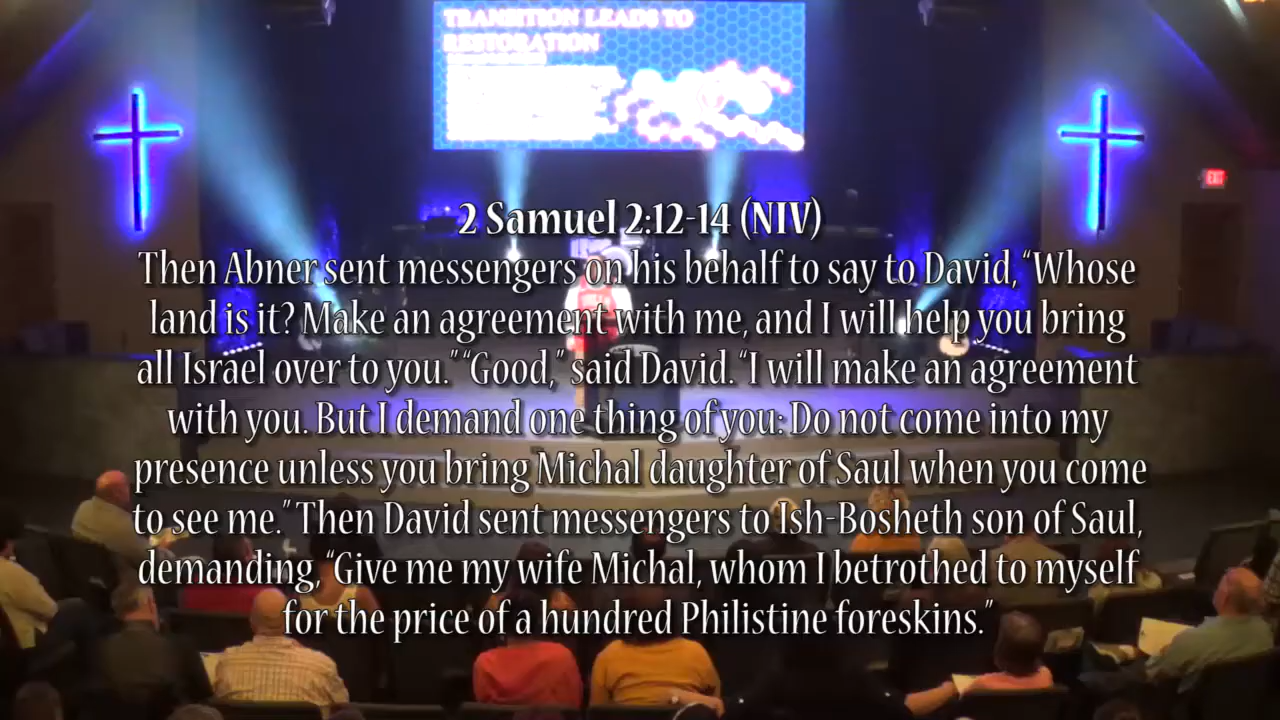 TRANSITION LEADS TO
RESTORATION
EXIT
2 Samuel 2:12-14 (NIV)
Then Abner sent messengers on his behalf to say to David, “Whose
land is it? Make an agreement with me, and I will help you bring
all Israel over to you.” “Good,” said David. “I will make an agreement
with you. But I demand one thing of you: Do not come into my
presence unless you bring Michal daughter of Saul when you come
to see me.” Then David sent messengers to Ish-Bosheth son of Saul,
demanding, “Give me my wife Michal, whom I betrothed to myself
for the price of a hundred Philistine foreskins.”